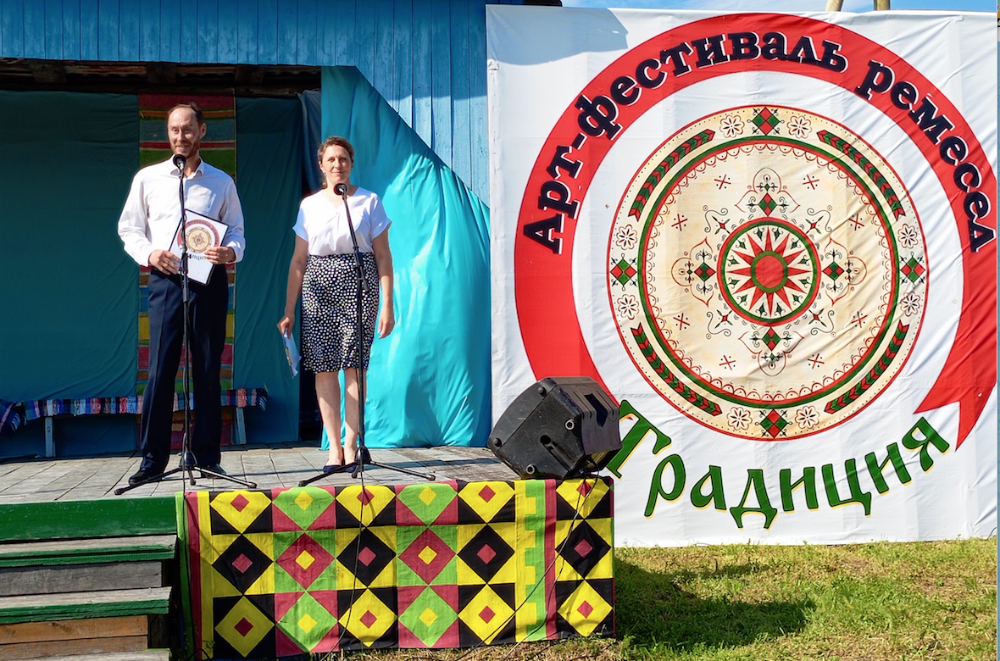 Арт-фестиваль ремесел
Традиция